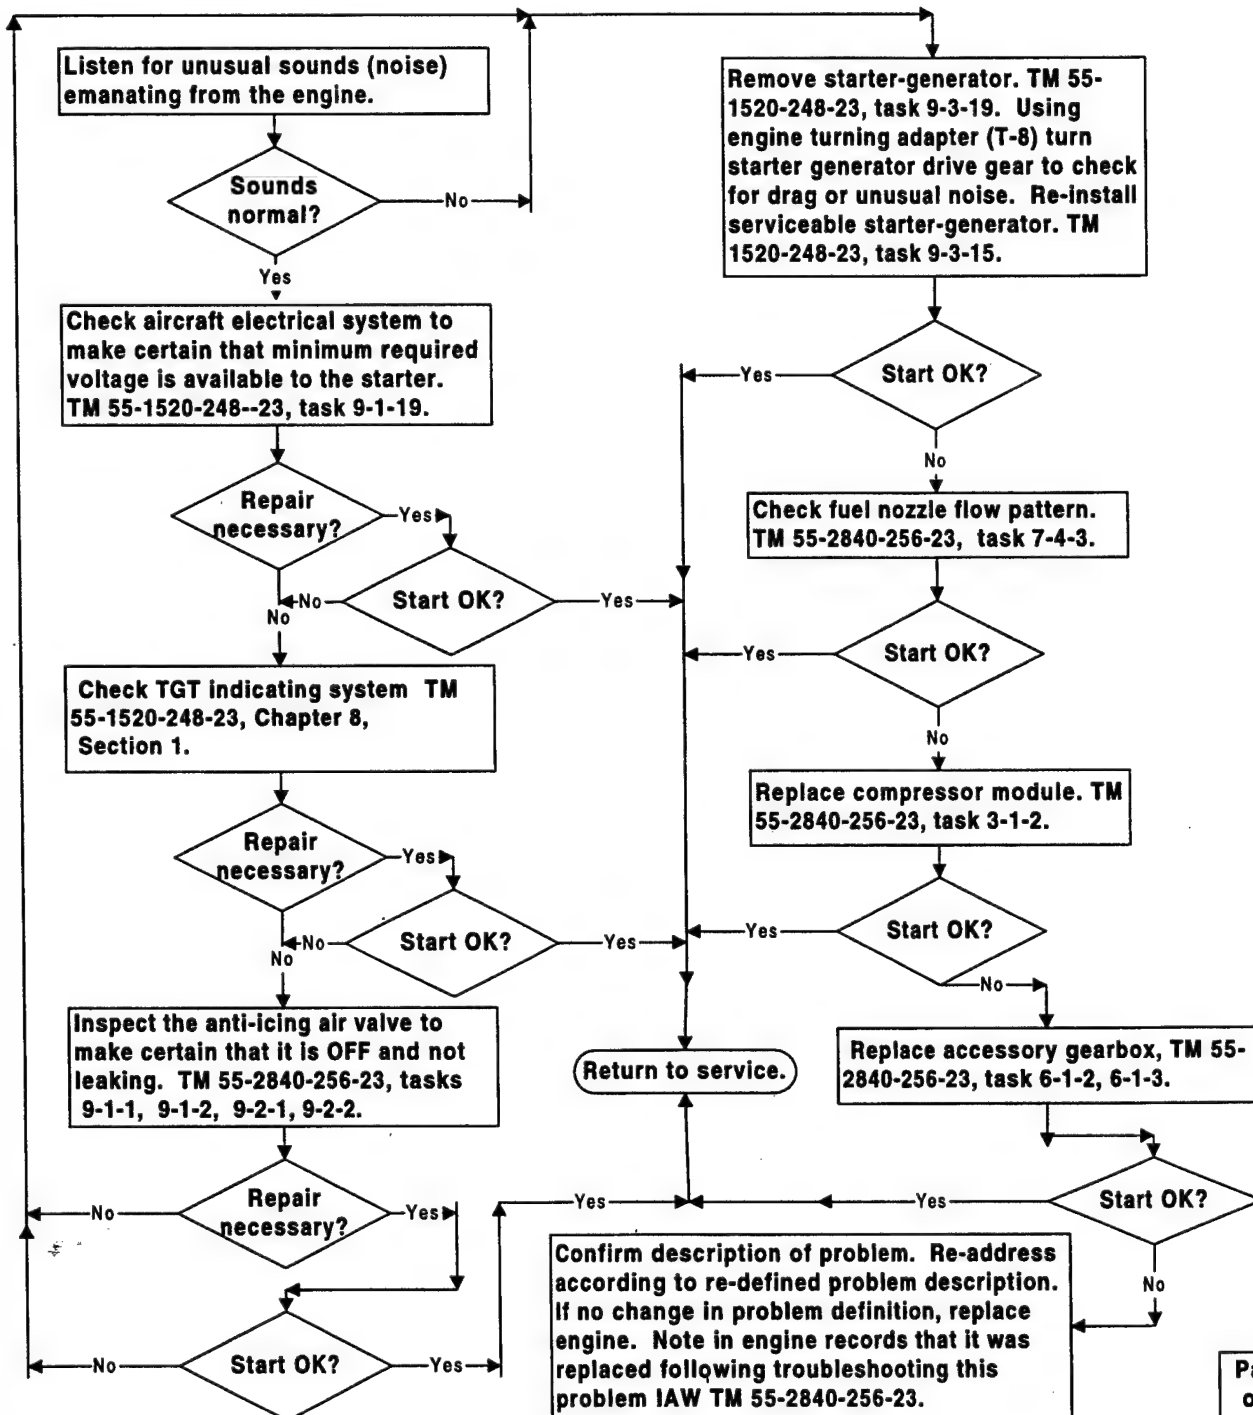 Listen for unusual sounds (noise)
emanating from the engine.
Sounds
normal?
No
Yes
Check aircraft electrical system to
make certain that minimum required
voltage is available to the starter.
TM 55-1520-248--23, task 9-1-19.
Repair
necessary?
Yes
Start OK?
No
Yes
No
Check TGT indicating system TM
55-1520-248-23, Chapter 8,
Section 1.
Repair
necessary?
Yes
Start OK?
No
Yes
No
Inspect the anti-icing air valve to
make certain that it is OFF and not
leaking. TM 55-2840-256-23, tasks
9-1-1, 9-1-2, 9-2-1, 9-2-2.
Repair
necessary?
No
Yes
Start OK?
No
Yes
Yes
Remove starter-generator. TM 55-
1520-248-23, task 9-3-19. Using
engine turning adapter (T-8) turn
starter generator drive gear to check
for drag or unusual noise. Re-install
serviceable starter-generator. TM
1520-248-23, task 9-3-15.
Start OK?
Yes
No
Check fuel nozzle flow pattern.
TM 55-2840-256-23, task 7-4-3.
Start OK?
Yes
No
Replace compressor module. TM
55-2840-256-23, task 3-1-2.
Start OK?
Yes
No
Replace accessory gearbox, TM 55-
2840-256-23, task 6-1-2, 6-1-3.
Start OK?
Yes
No
Return to service.
Confirm description of problem. Re-address
according to re-defined problem description.
If no change in problem definition, replace
engine. Note in engine records that it was
replaced following troubleshooting this
problem IAW TM 55-2840-256-23.